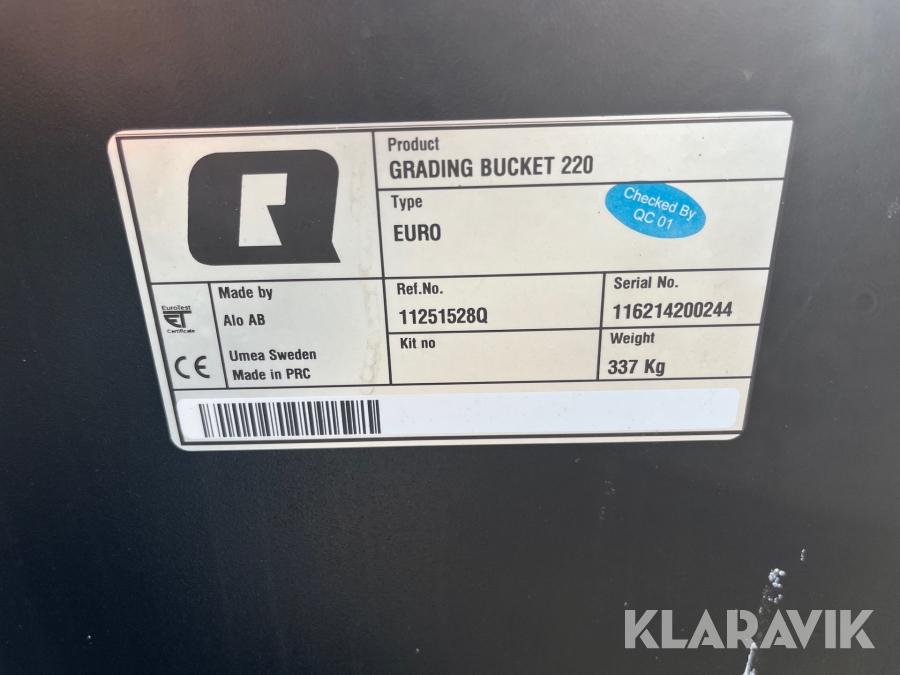 Product
GRADING BUCKET 220
Type
EURO
Checked By
QC 01
EuroTest
ET
Certificate
CE
Made by
Alo AB
Umea Sweden
Made in PRC
Ref.No.
11251528Q
Serial No.
116214200244
Kit no
Weight
337 Kg
KLARAVIK